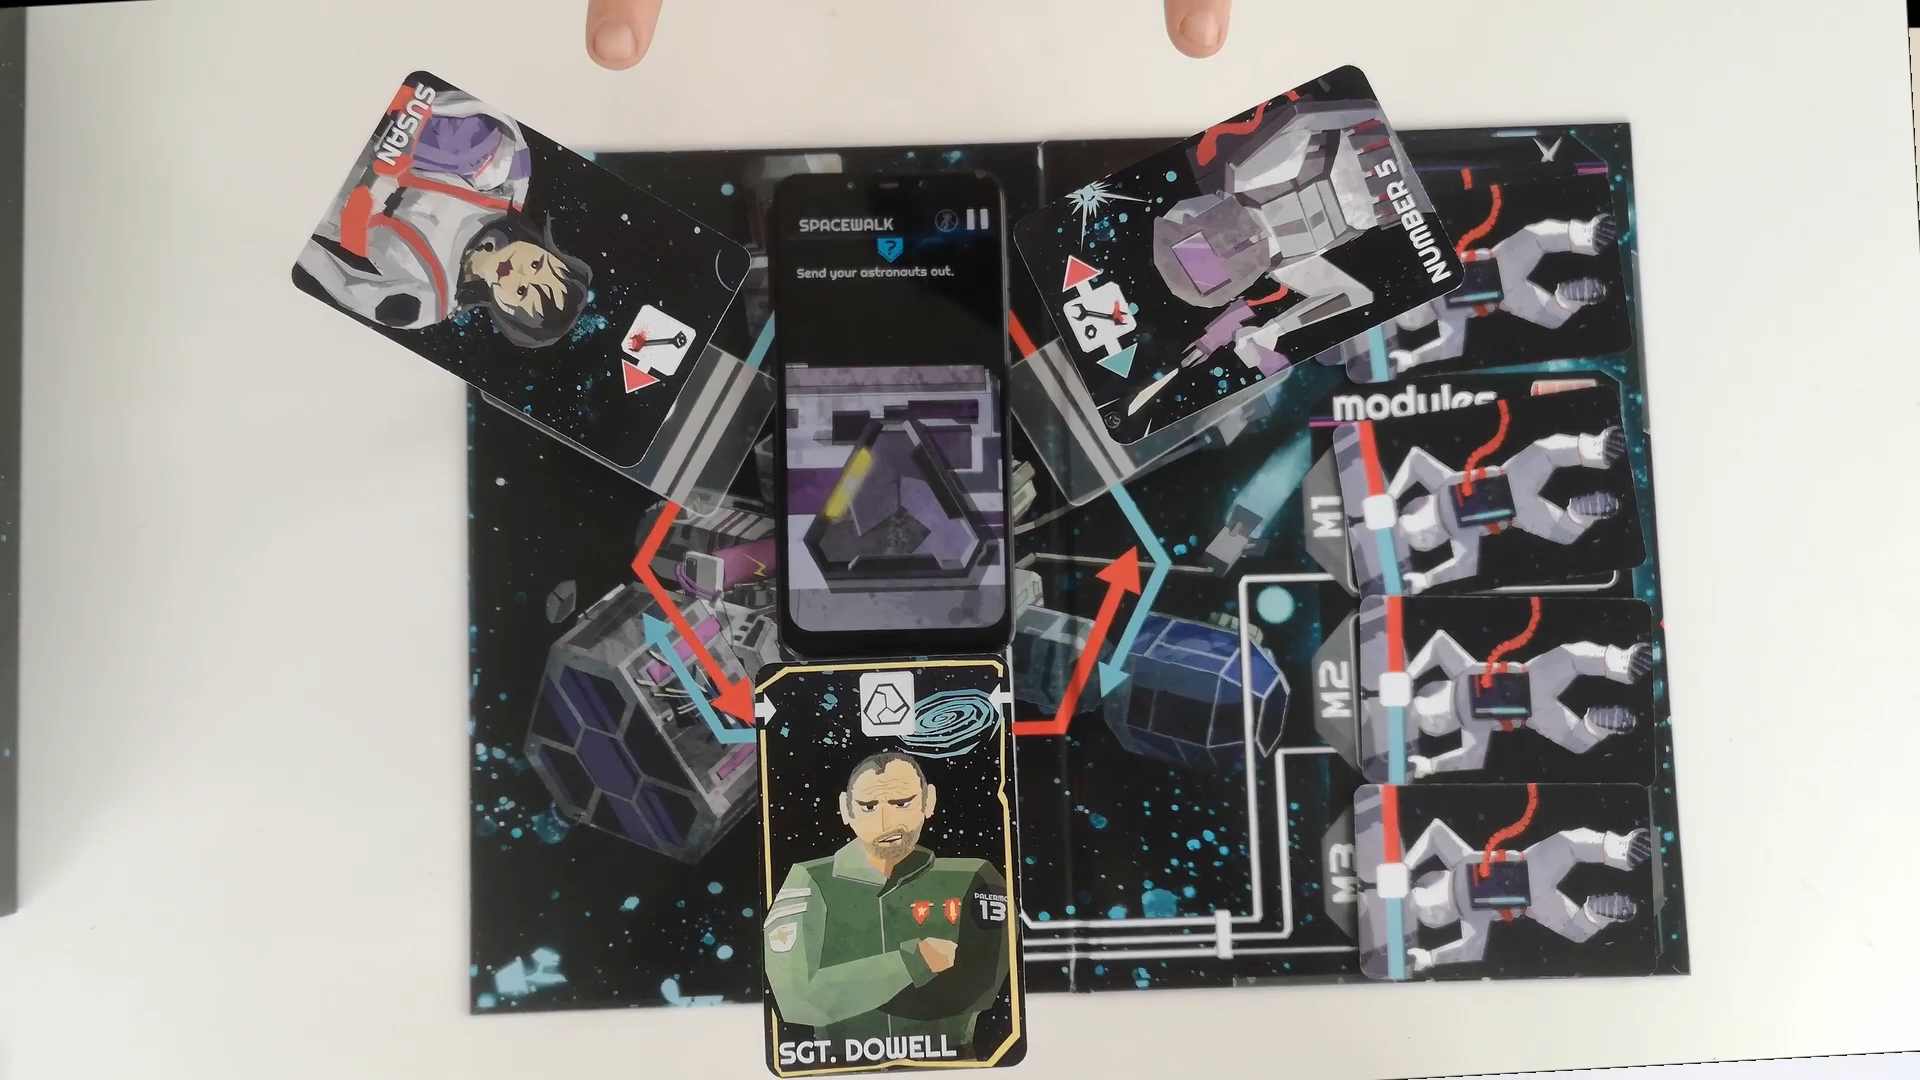 SUSAN
SPACEWALK
?
Send your astronauts out.
NUMBER 5
modules
M1
M2
M3
PALERMO
13
SGT. DOWELL